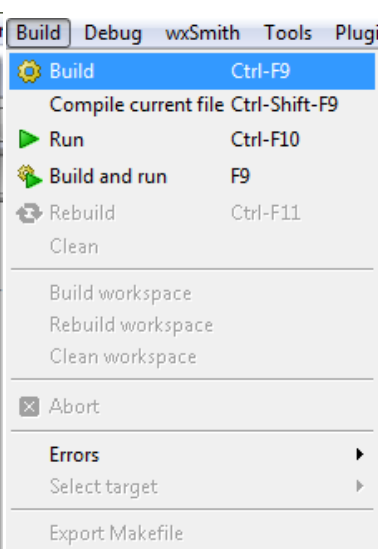 Build Debug wxSmith Tools Plugi
Build Ctrl-F9
Compile current file Ctrl-Shift-F9
Run Ctrl-F10
Build and run F9
Rebuild Ctrl-F11
Clean
Build workspace
Rebuild workspace
Clean workspace
Abort
Errors
Select target
Export Makefile